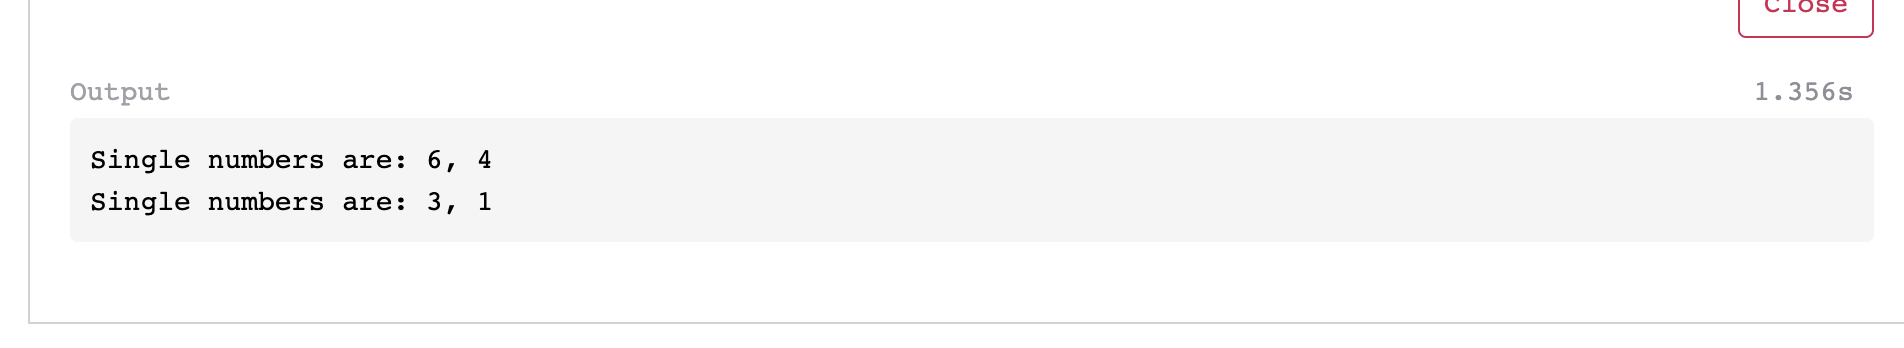 Close
Output 1.356s
Single numbers are: 6, 4
Single numbers are: 3, 1